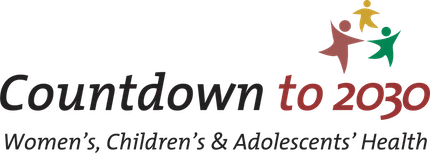 Countdown to 2030
Women's, Children's & Adolescents' Health